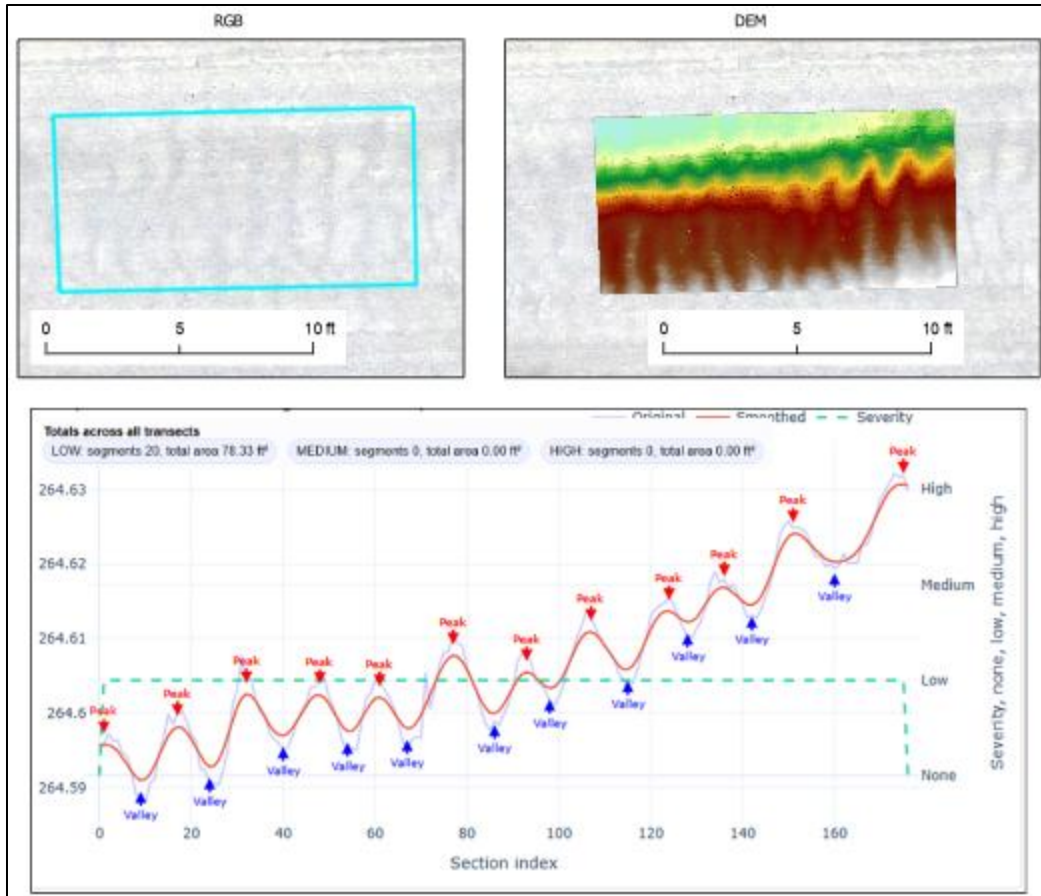 RGB
DEM
0 5 10 ft
0 5 10 ft
Original Smoothed Severity
Totals across all transects
LOW: segments 20, total area 78.33 ft² MEDIUM: segments 0, total area 0.00 ft² HIGH: segments 0, total area 0.00 ft²
Peak
264.63 High
Peak
264.62 Peak Medium
Peak Valley
Peak
264.61 Peak Valley
Peak Valley
Peak Peak Peak Low
Peak Valley
264.6 Peak Valley
Valley
Valley Valley Valley
264.59 Valley None
Valley
0 20 40 60 80 100 120 140 160
Section index
Severity, none, low, medium, high